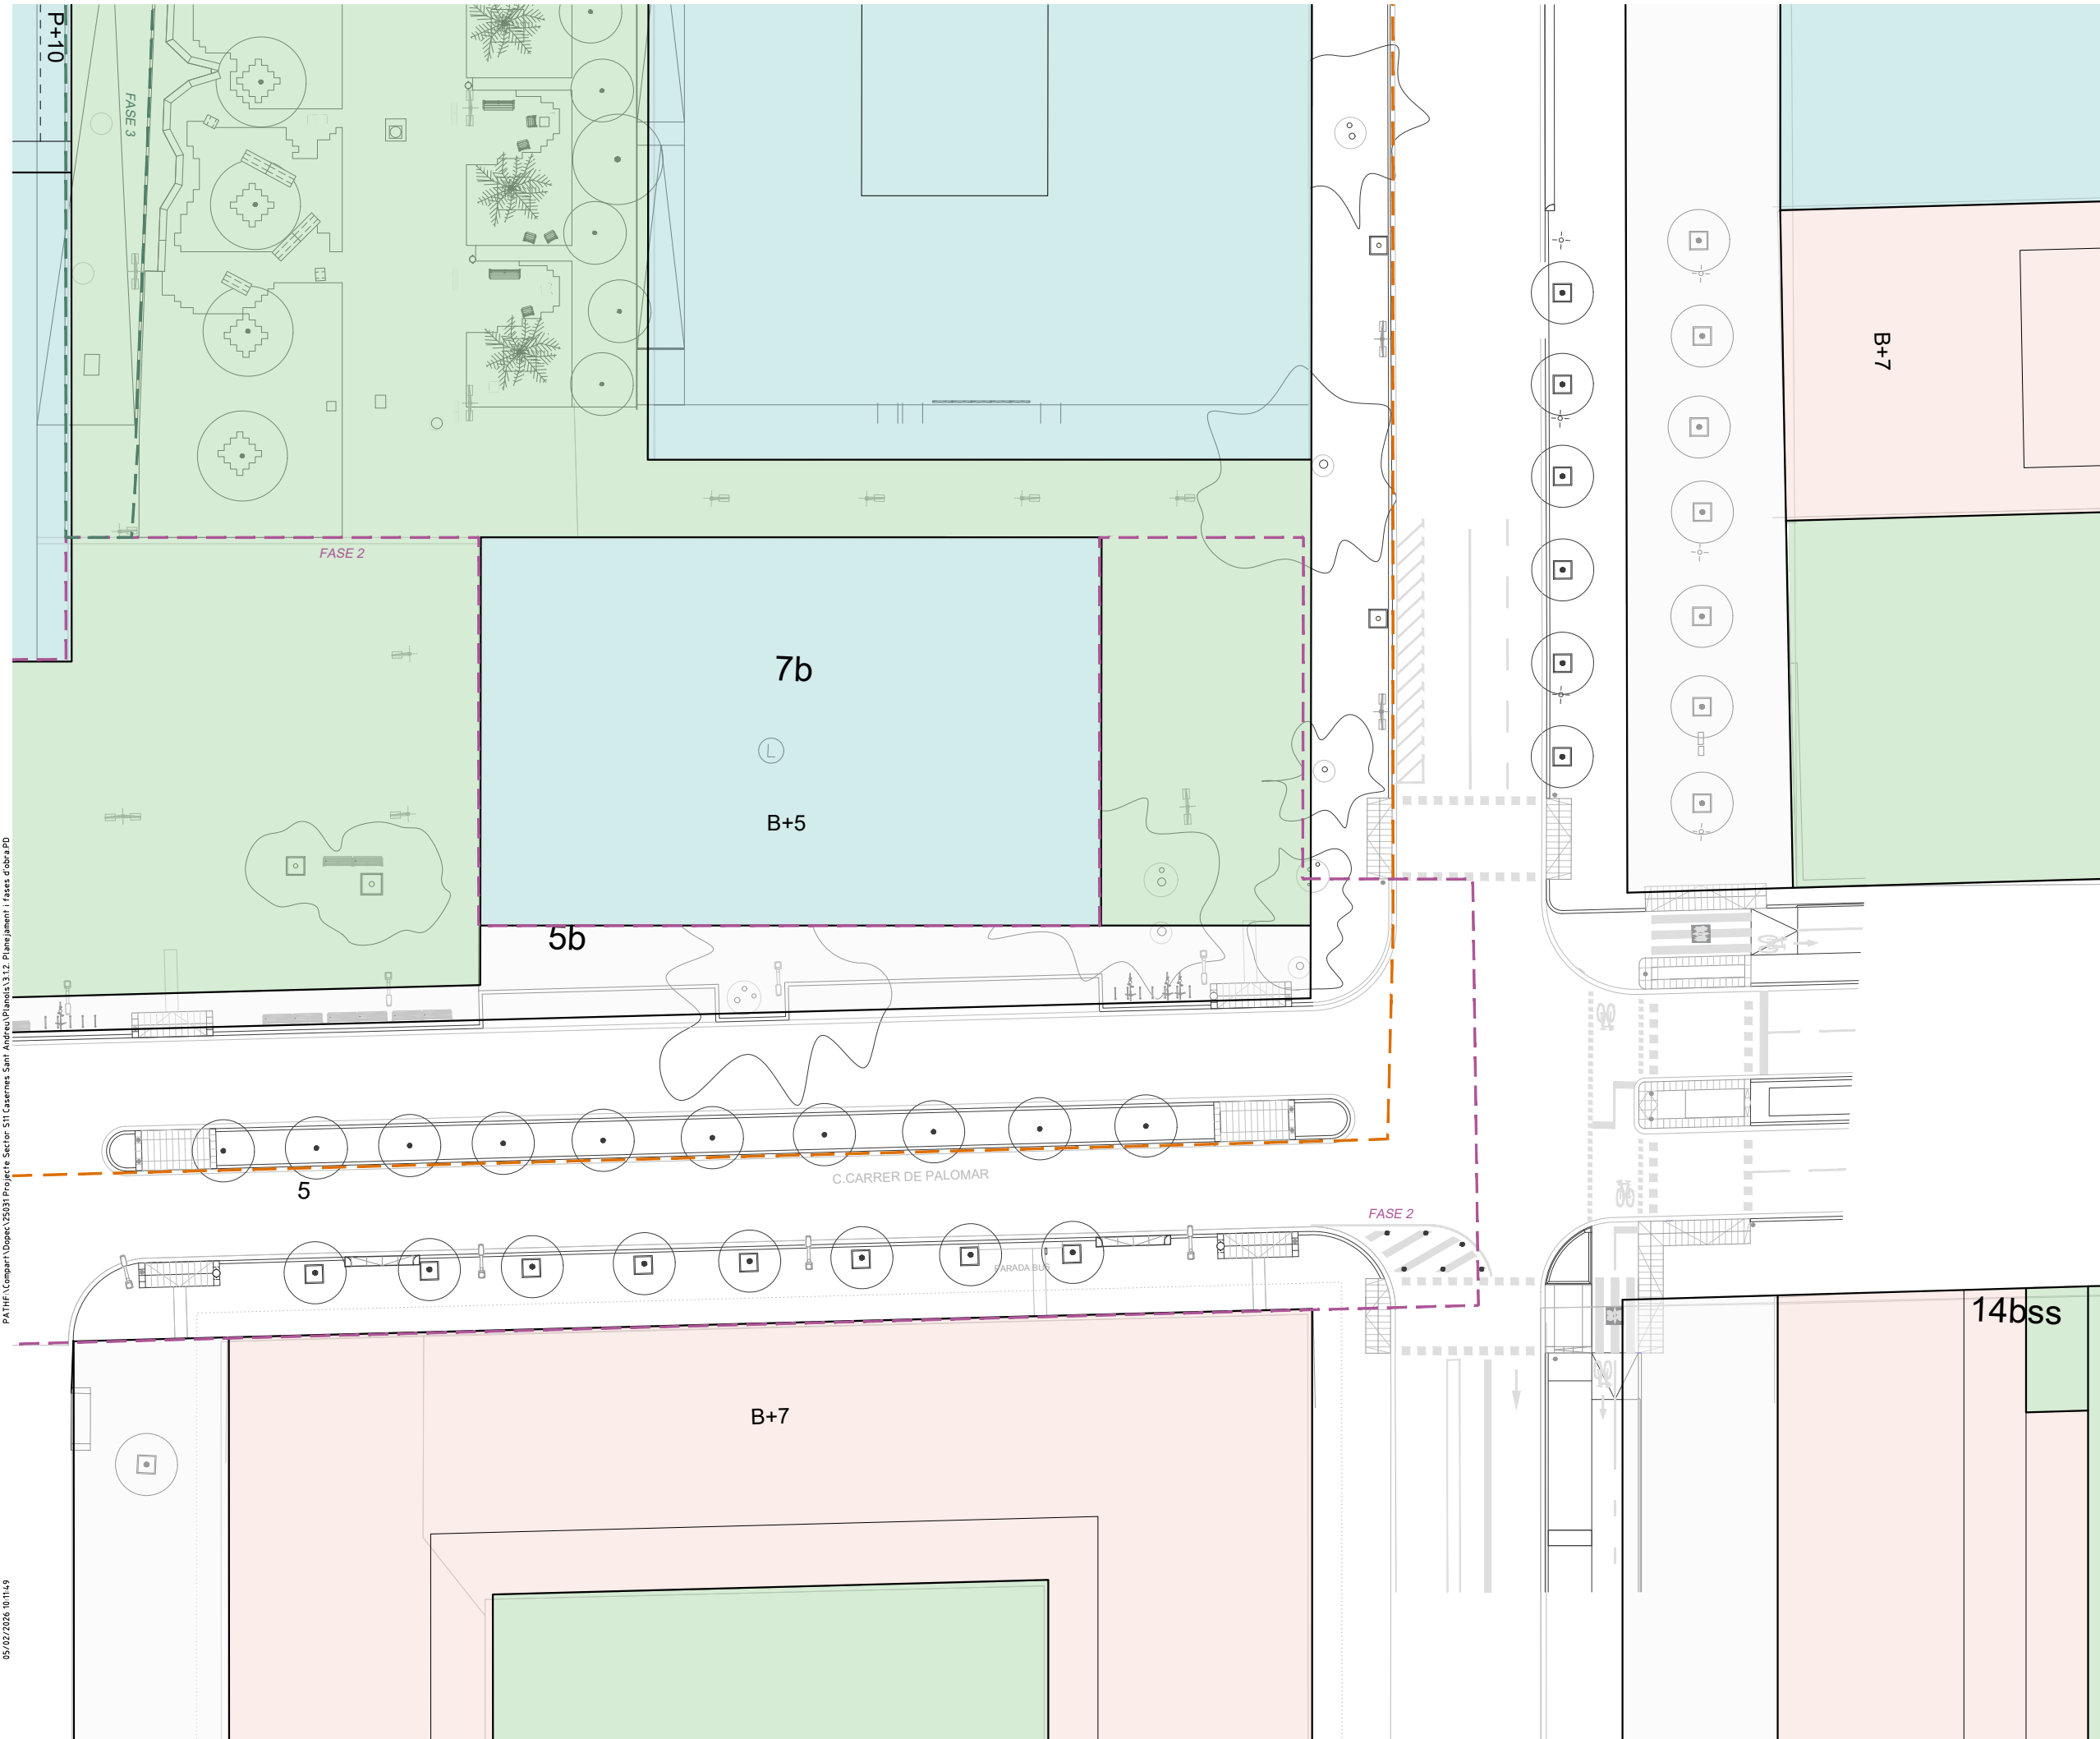 P+10
FASE 3
B+7
FASE 2
7b
L
B+5
5b
C.CARRER DE PALOMAR
5
FASE 2
PARADA BUS
14bss
B+7
PATHF:\Compart\Dopec\25031 Projecte Sector S11 Casernes Sant Andreu\Planols\3.1.2. Planejament i fases d'obra.PD
05/02/2026 10:11:49